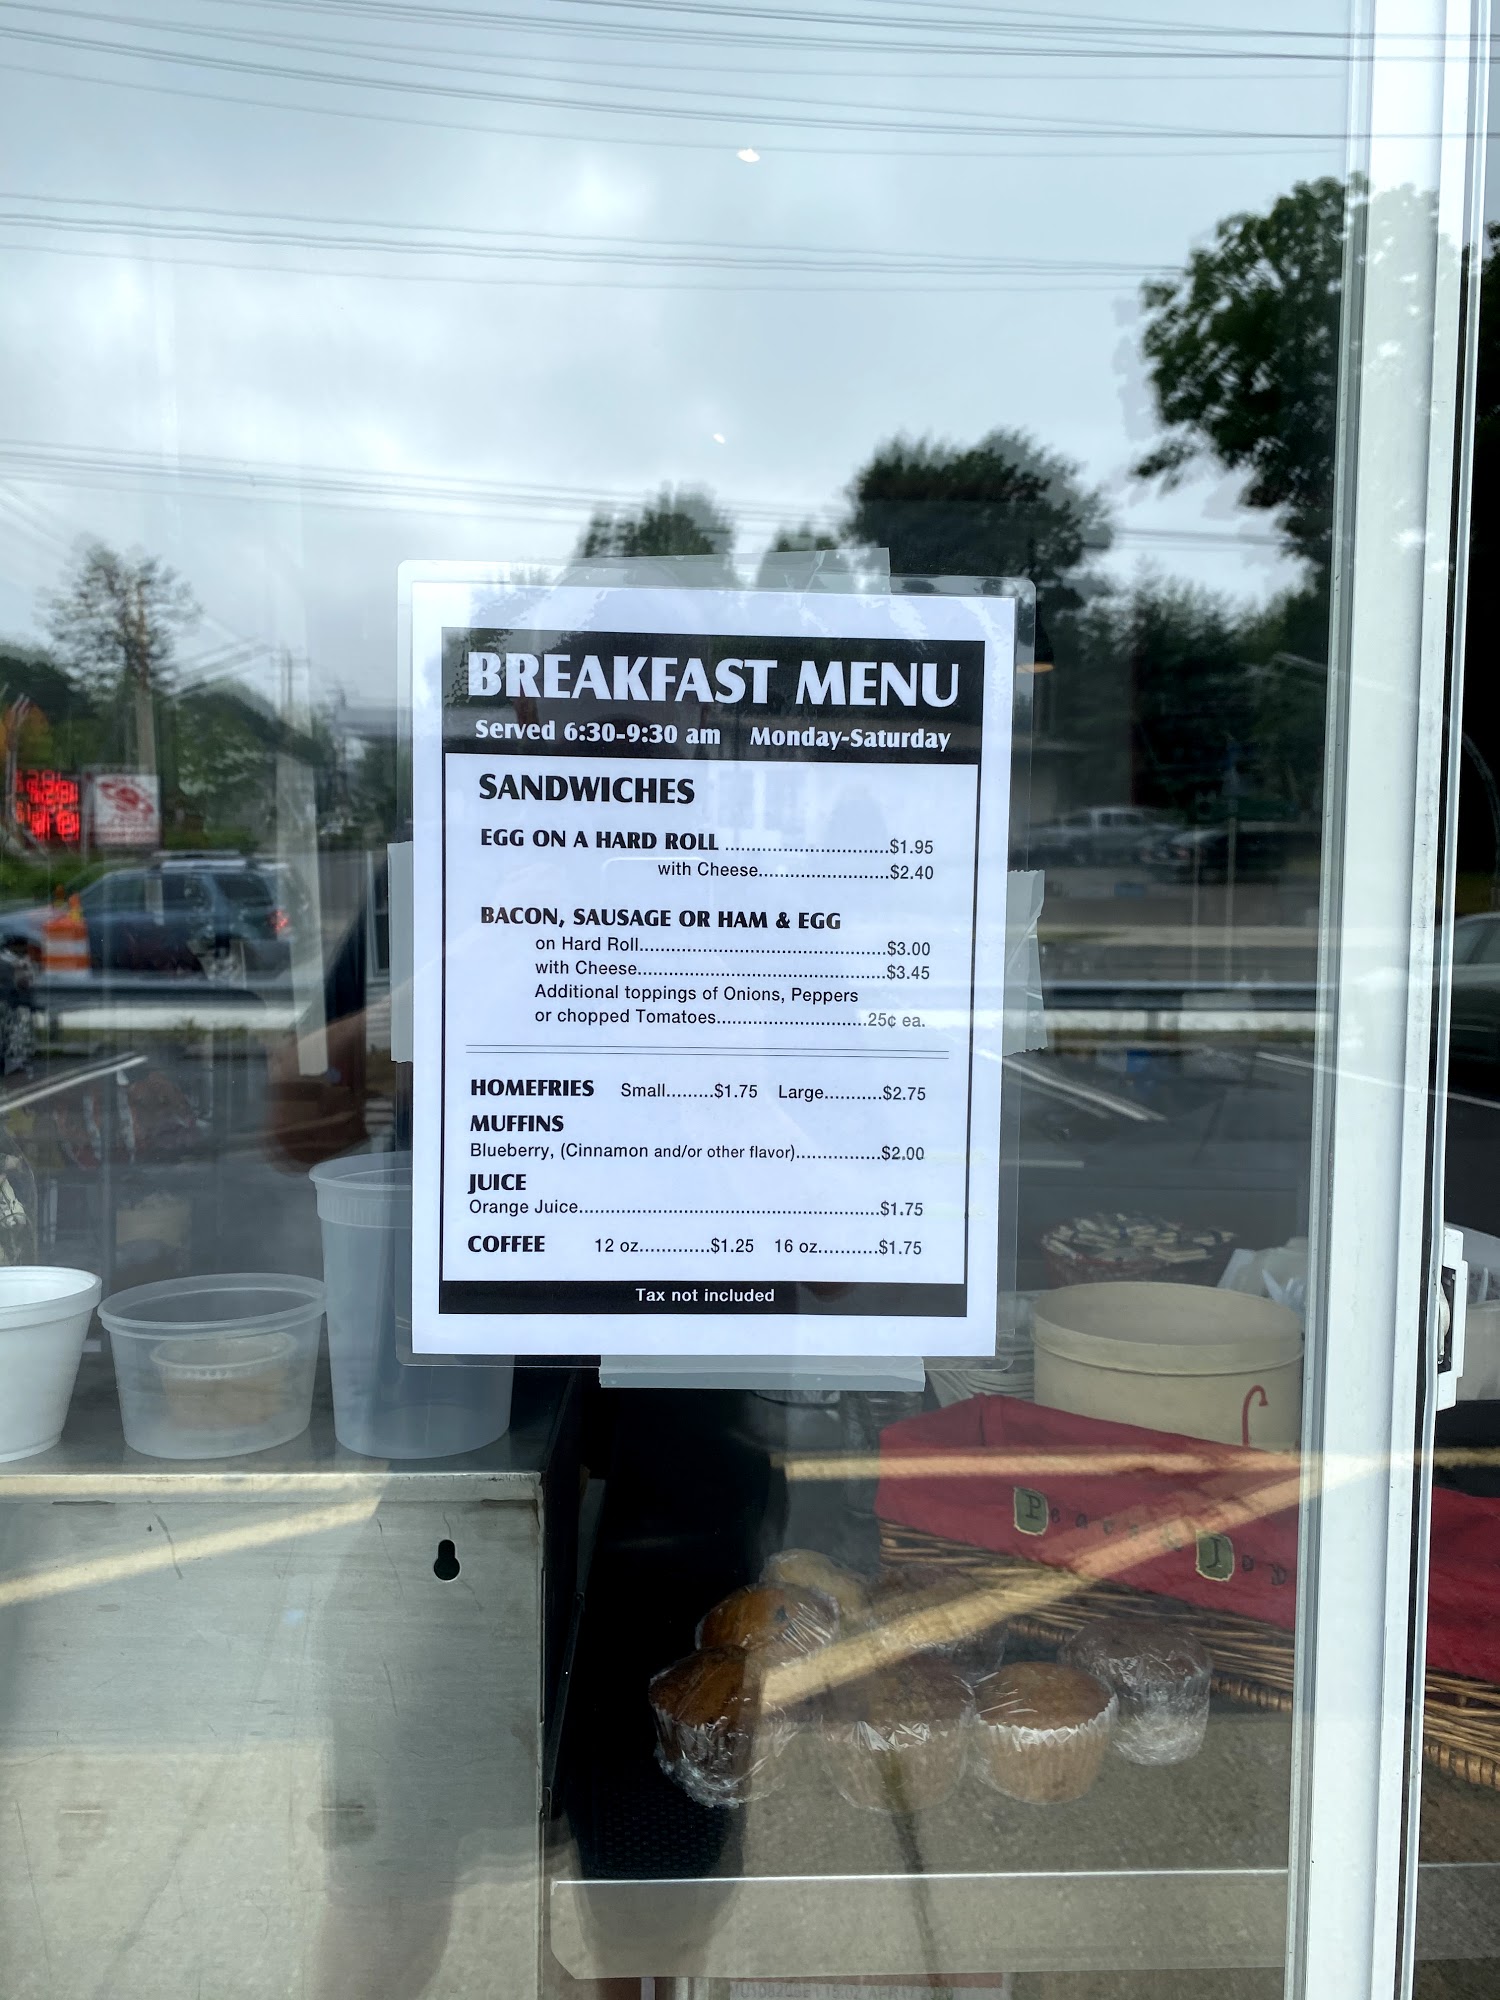 BREAKFAST MENU
Served 6:30-9:30 am Monday-Saturday
SANDWICHES
EGG ON A HARD ROLL ................................$1.95
with Cheese.........................$2.40
BACON, SAUSAGE OR HAM & EGG
on Hard Roll................................................$3.00
with Cheese................................................$3.45
Additional toppings of Onions, Peppers
or chopped Tomatoes.............................25¢ ea.
HOMEFRIES Small.........$1.75 Large...........$2.75
MUFFINS
Blueberry, (Cinnamon and/or other flavor)................$2.00
JUICE
Orange Juice..........................................................$1.75
COFFEE 12 oz.............$1.25 16 oz...........$1.75
Tax not included
Peace & Joy